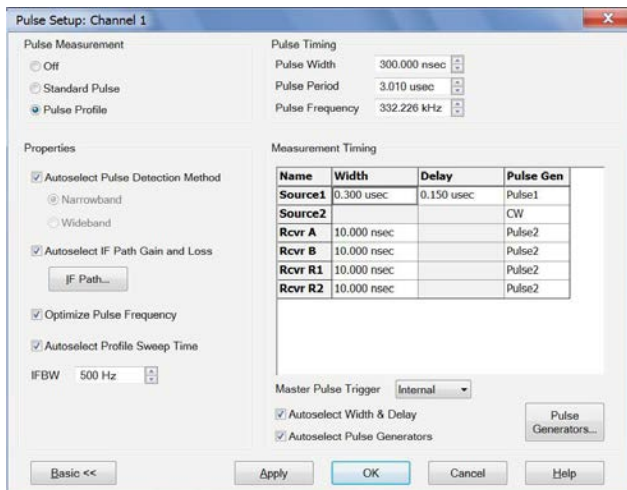 Pulse Setup: Channel 1
X
Pulse Measurement
Off
Standard Pulse
Pulse Profile
Pulse Timing
Pulse Width 300.000 nsec
Pulse Period 3.010 usec
Pulse Frequency 332.226 kHz
Properties
Autoselect Pulse Detection Method
Narrowband
Wideband
Autoselect IF Path Gain and Loss
IF Path...
Optimize Pulse Frequency
Autoselect Profile Sweep Time
IFBW 500 Hz
Measurement Timing
Name Width Delay Pulse Gen
Source1 0.300 usec 0.150 usec Pulse1
Source2 CW
Rcvr A 10.000 nsec Pulse2
Rcvr B 10.000 nsec Pulse2
Rcvr R1 10.000 nsec Pulse2
Rcvr R2 10.000 nsec Pulse2
Master Pulse Trigger Internal
Autoselect Width & Delay
Autoselect Pulse Generators
Pulse
Generators...
Basic << Apply OK Cancel Help